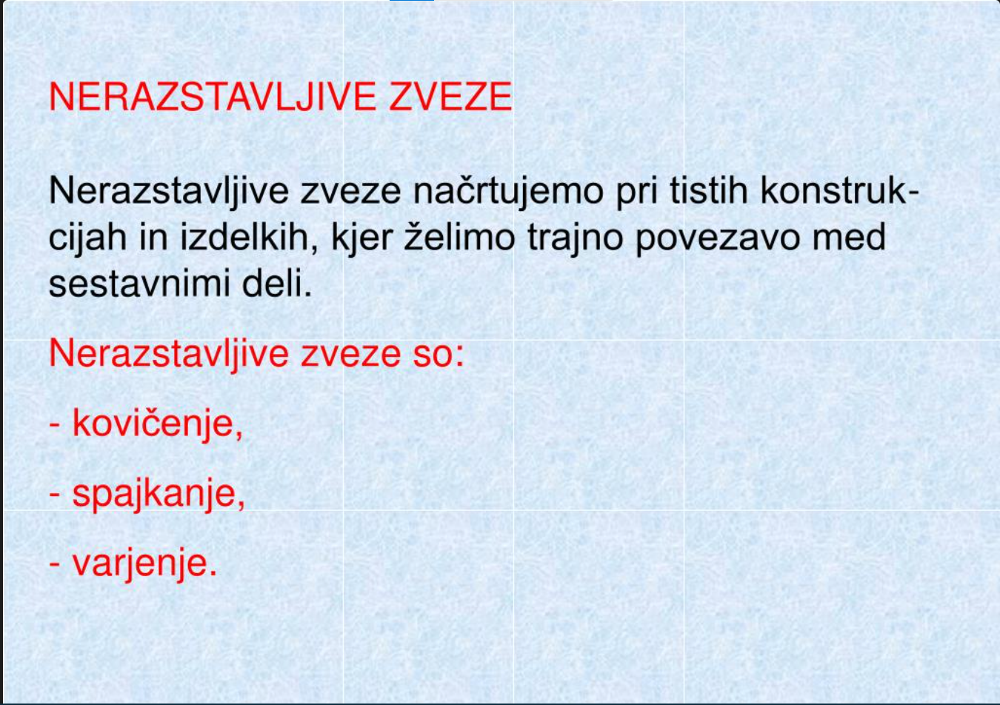 NERAZSTAVLJIVE ZVEZE
Nerazstavljive zveze načrtujemo pri tistih konstruk-
cijah in izdelkih, kjer želimo trajno povezavo med
sestavnimi deli.
Nerazstavljive zveze so:
- kovičenje,
- spajkanje,
- varjenje.